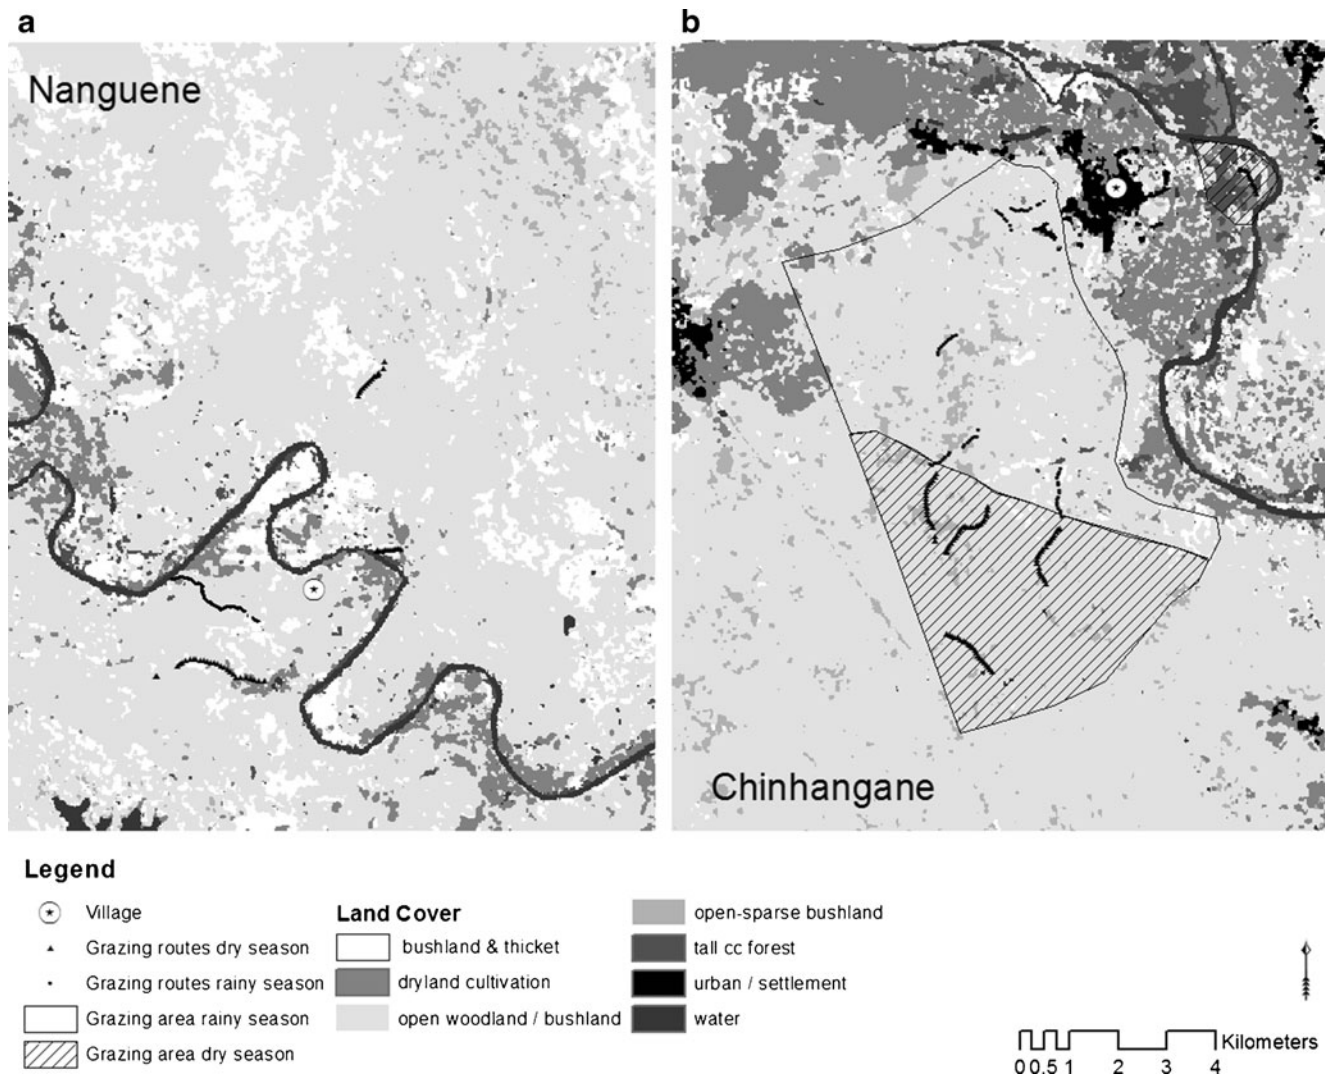 a
b
Nanguene
Chinhangane
Legend
Village
Grazing routes dry season
Grazing routes rainy season
Grazing area rainy season
Grazing area dry season
Land Cover
bushland & thicket
dryland cultivation
open woodland / bushland
open-sparse bushland
tall cc forest
urban / settlement
water
Kilometers
0 0.5 1 2 3 4